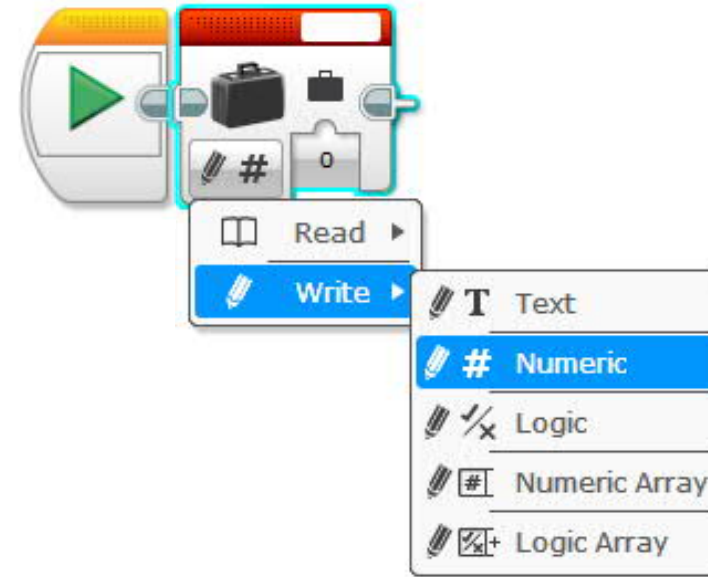 #
0
Read
Write
T Text
# Numeric
Logic
# Numeric Array
Logic Array